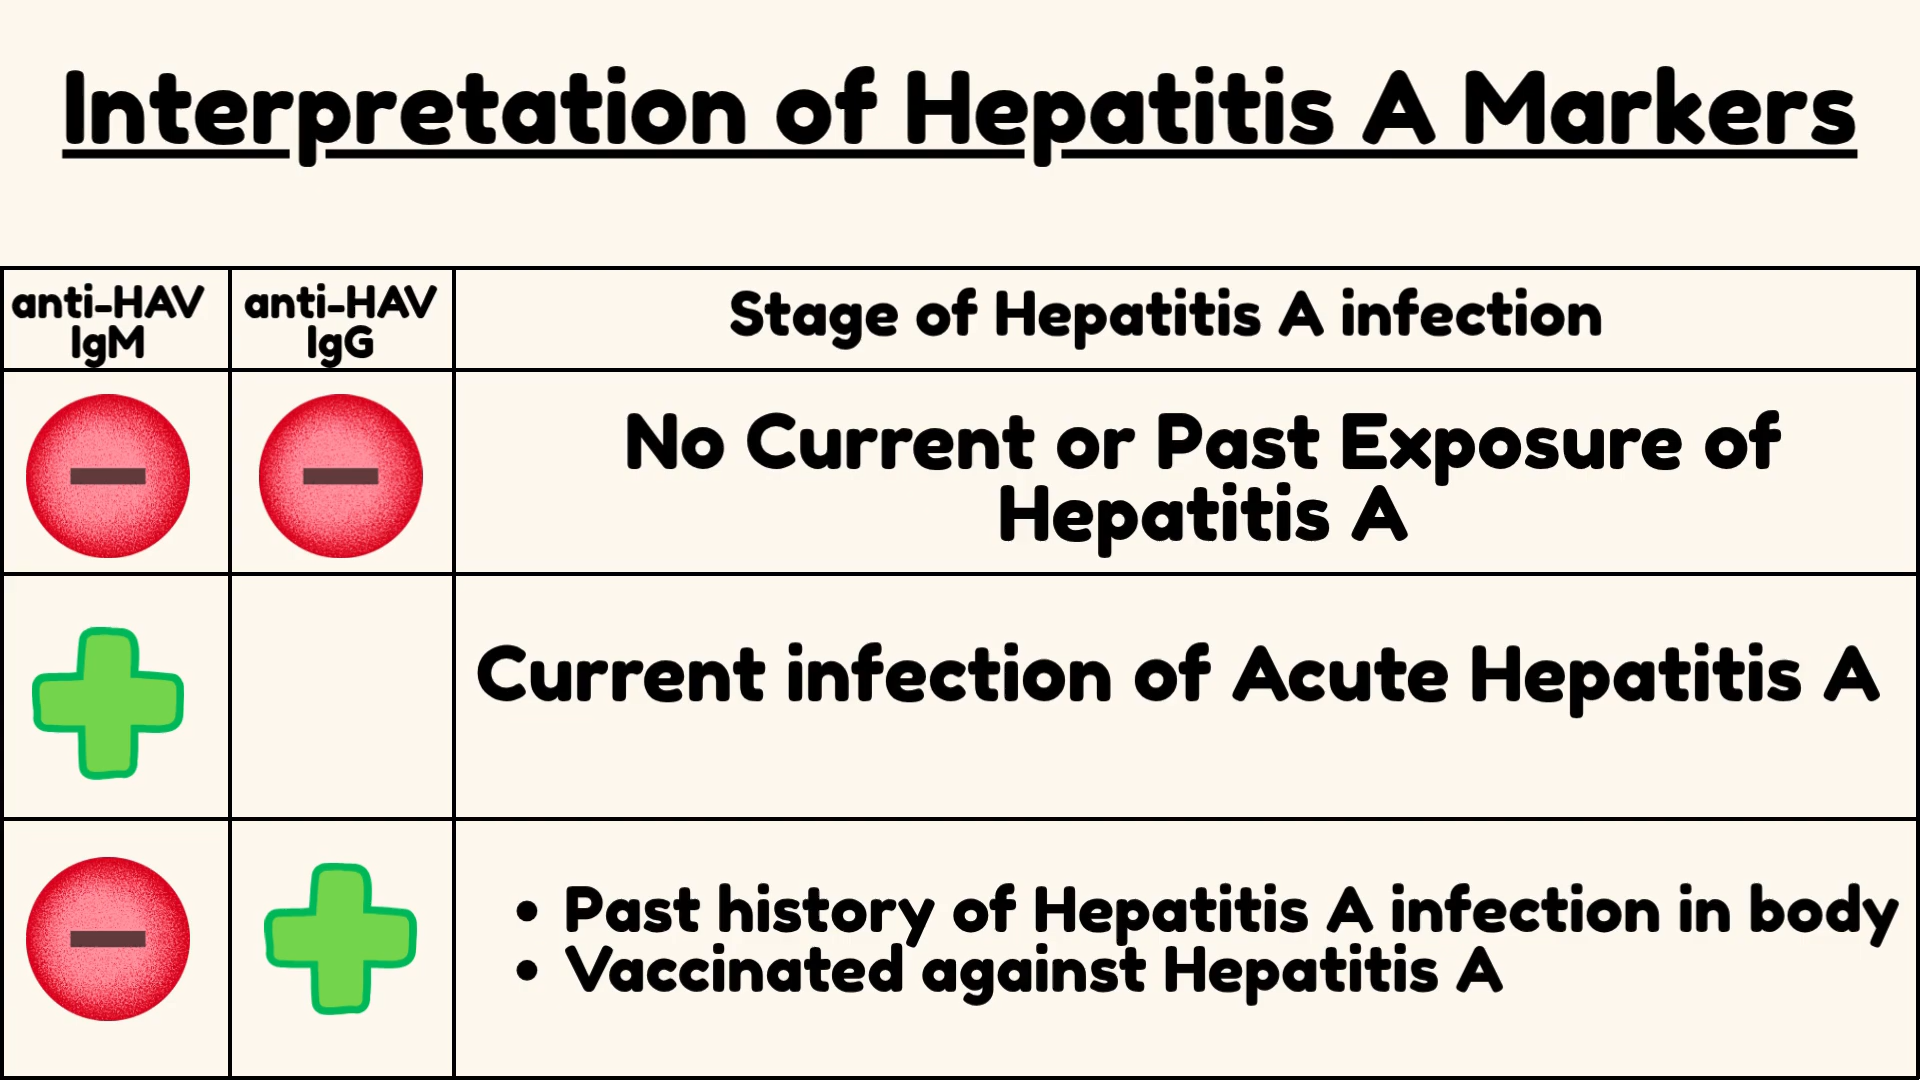 Interpretation of Hepatitis A Markers
anti-HAV
IgM
anti-HAV
IgG
Stage of Hepatitis A infection
No Current or Past Exposure of
Hepatitis A
Current infection of Acute Hepatitis A
• Past history of Hepatitis A infection in body
• Vaccinated against Hepatitis A